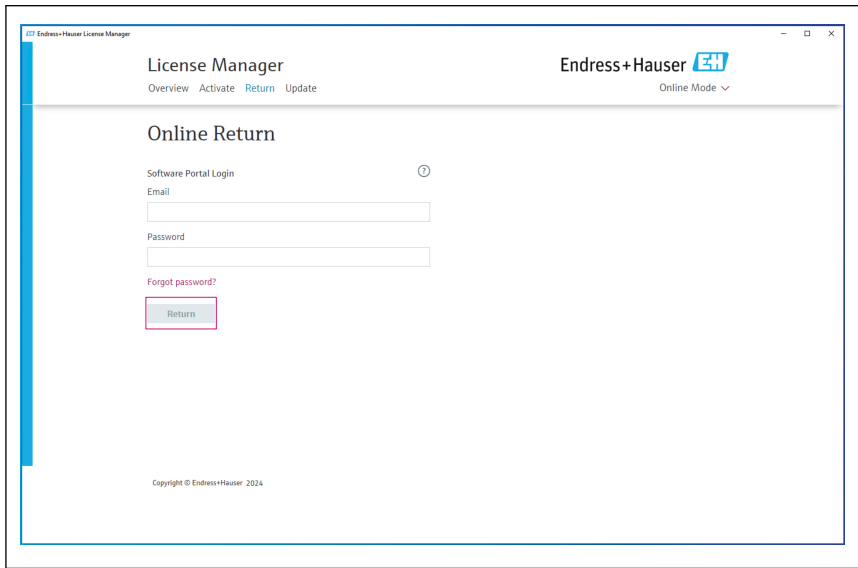 Endress+Hauser License Manager
License Manager
Endress+Hauser EH
Overview Activate Return Update
Online Mode
Online Return
Software Portal Login ?
Email
Password
Forgot password?
Return
Copyright © Endress+Hauser 2024